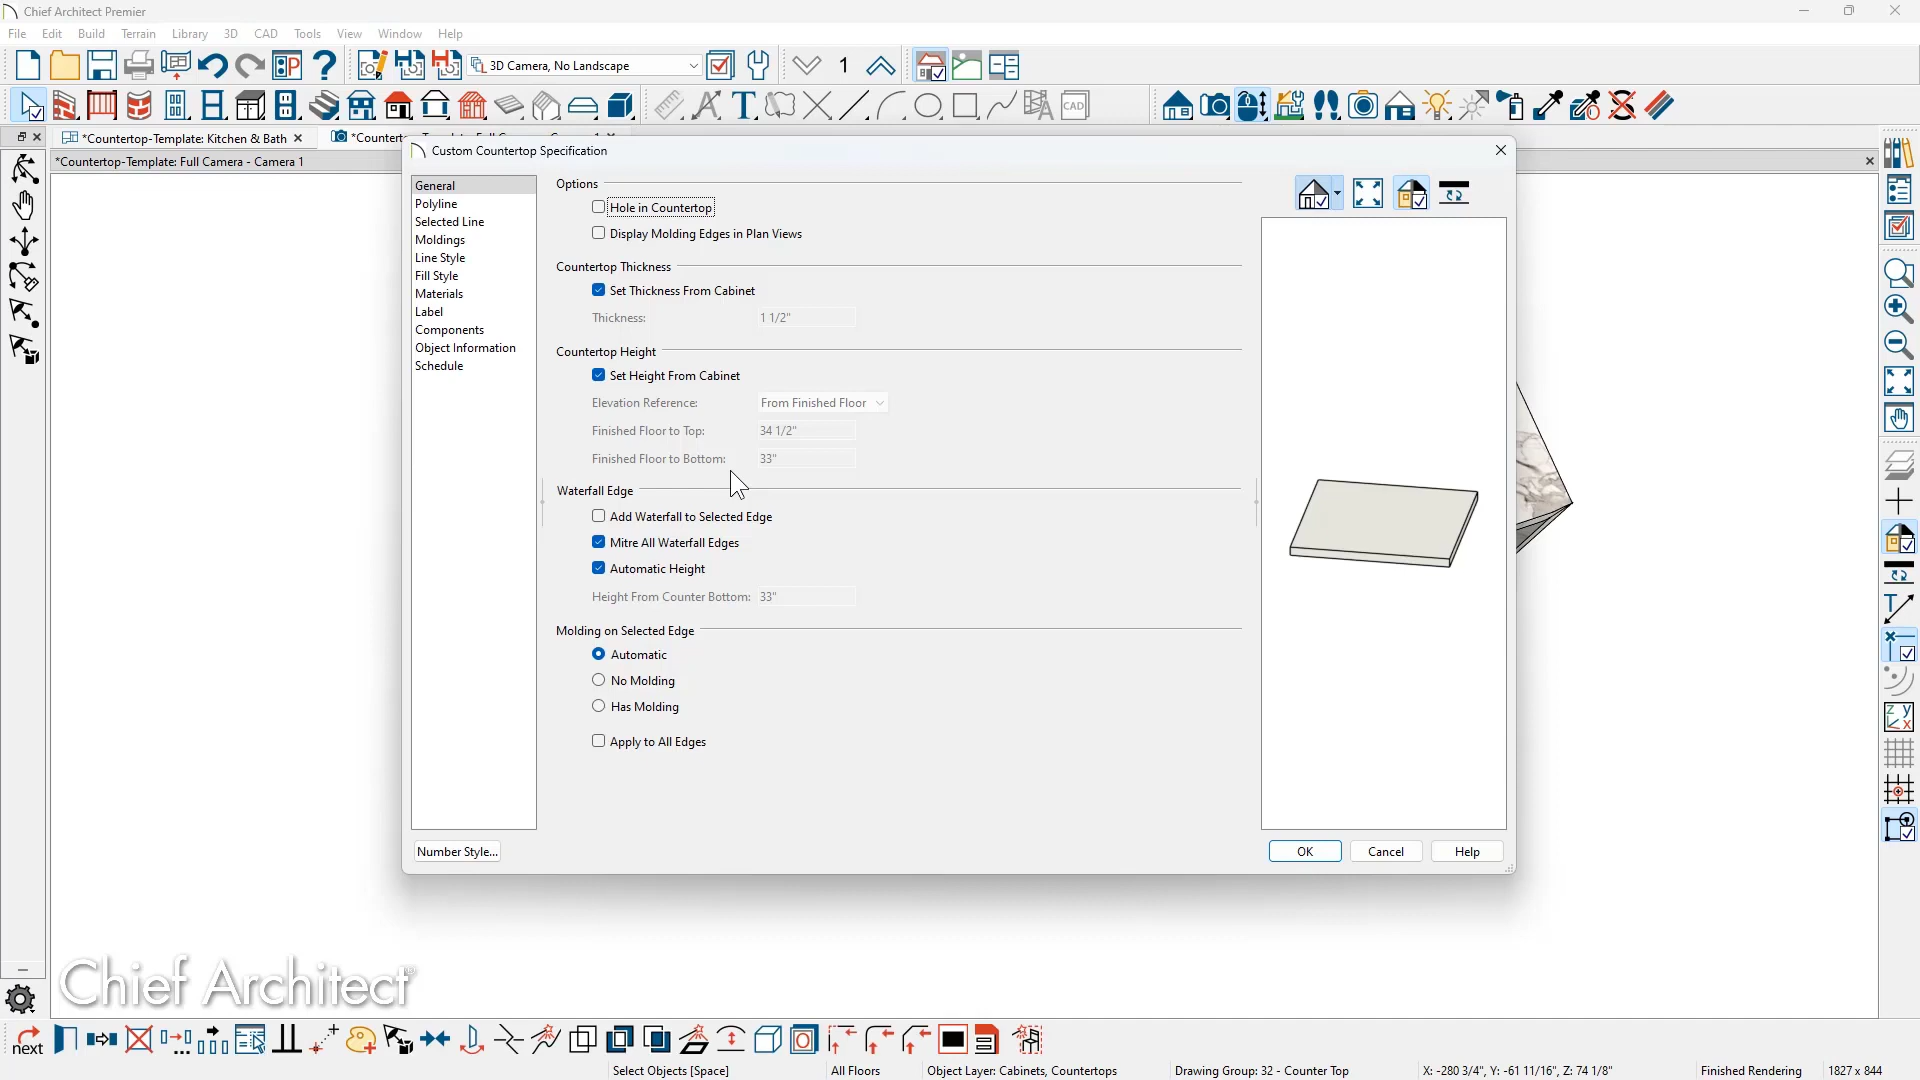 Chief Architect Premier
File Edit Build Terrain Library 3D CAD Tools View Window Help
3D Camera, No Landscape
1
CAD
*Countertop-Template: Kitchen & Bath
*Countertop-Template: Full Camera - Camera 1
Custom Countertop Specification
General
Polyline
Selected Line
Moldings
Line Style
Fill Style
Materials
Label
Components
Object Information
Schedule
Options
Hole in Countertop
Display Molding Edges in Plan Views
Countertop Thickness
Set Thickness From Cabinet
Thickness: 1 1/2"
Countertop Height
Set Height From Cabinet
Elevation Reference: From Finished Floor
Finished Floor to Top: 34 1/2"
Finished Floor to Bottom: 33"
Waterfall Edge
Add Waterfall to Selected Edge
Mitre All Waterfall Edges
Automatic Height
Height From Counter Bottom: 33"
Molding on Selected Edge
Automatic
No Molding
Has Molding
Apply to All Edges
Number Style...
OK
Cancel
Help
Chief Architect®
next
Select Objects [Space]
All Floors
Object Layer: Cabinets, Countertops
Drawing Group: 32 - Counter Top
X: -280 3/4", Y: -61 11/16", Z: 74 1/8"
Finished Rendering
1827 x 844